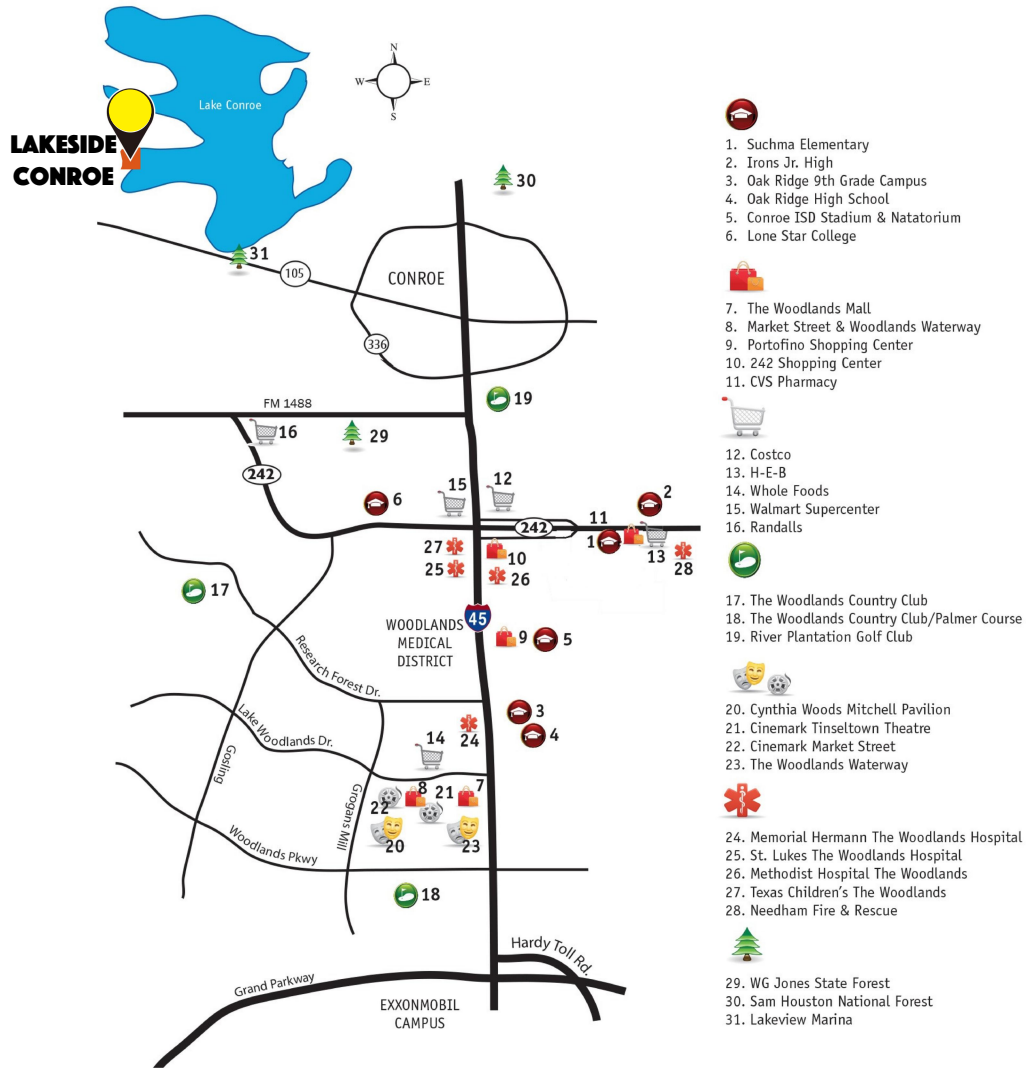 N
W
E
S
Lake Conroe
LAKESIDE
CONROE
30
31
105
CONROE
336
19
FM 1488
16
29
242
6
15
12
242
11
2
1
13
28
27
25
10
26
17
45
WOODLANDS
MEDICAL
DISTRICT
9
5
Research Forest Dr.
3
4
24
Lake Woodlands Dr.
14
Gosling
Grogans Mill
22
8
21
7
20
23
Woodlands Pkwy
18
Hardy Toll Rd.
Grand Parkway
EXXONMOBIL
CAMPUS
1. Suchma Elementary
2. Irons Jr. High
3. Oak Ridge 9th Grade Campus
4. Oak Ridge High School
5. Conroe ISD Stadium & Natatorium
6. Lone Star College
7. The Woodlands Mall
8. Market Street & Woodlands Waterway
9. Portofino Shopping Center
10. 242 Shopping Center
11. CVS Pharmacy
12. Costco
13. H-E-B
14. Whole Foods
15. Walmart Supercenter
16. Randalls
17. The Woodlands Country Club
18. The Woodlands Country Club/Palmer Course
19. River Plantation Golf Club
20. Cynthia Woods Mitchell Pavilion
21. Cinemark Tinseltown Theatre
22. Cinemark Market Street
23. The Woodlands Waterway
24. Memorial Hermann The Woodlands Hospital
25. St. Lukes The Woodlands Hospital
26. Methodist Hospital The Woodlands
27. Texas Children's The Woodlands
28. Needham Fire & Rescue
29. WG Jones State Forest
30. Sam Houston National Forest
31. Lakeview Marina